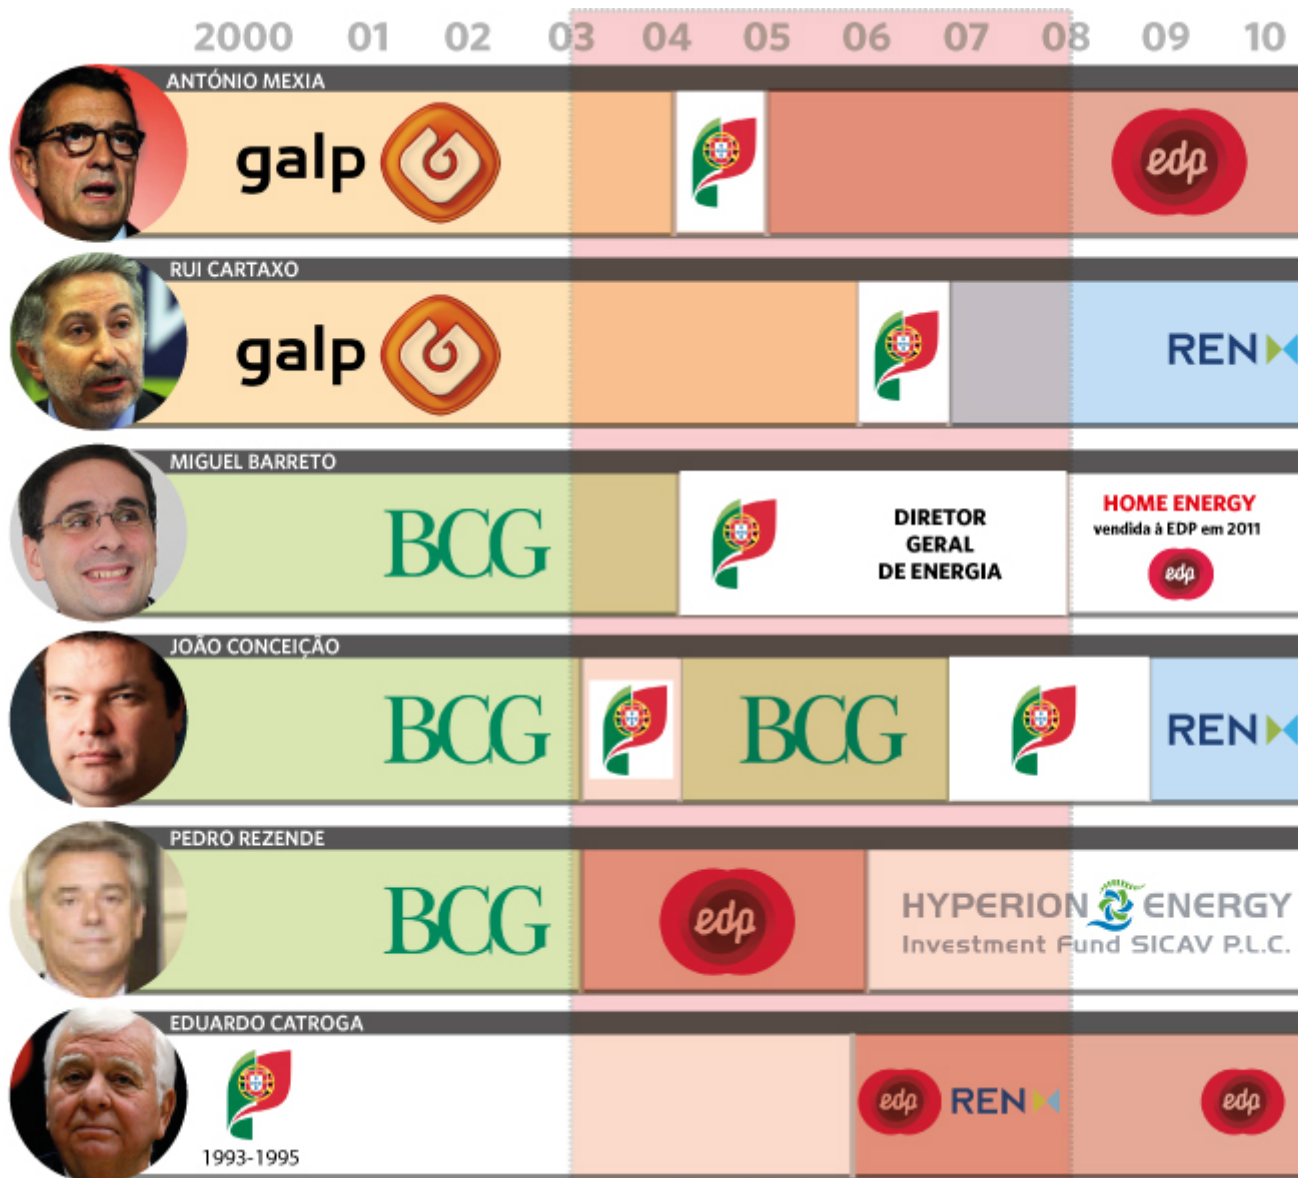 2000 01 02 03 04 05 06 07 08 09 10
ANTÓNIO MEXIA
galp
edp
RUI CARTAXO
galp
REN
MIGUEL BARRETO
BCG
DIRETOR
GERAL
DE ENERGIA
HOME ENERGY
vendida à EDP em 2011
edp
JOÃO CONCEIÇÃO
BCG
BCG
REN
PEDRO REZENDE
BCG
edp
HYPERION ENERGY
Investment Fund SICAV P.L.C.
EDUARDO CATROGA
1993-1995
edp
REN
edp